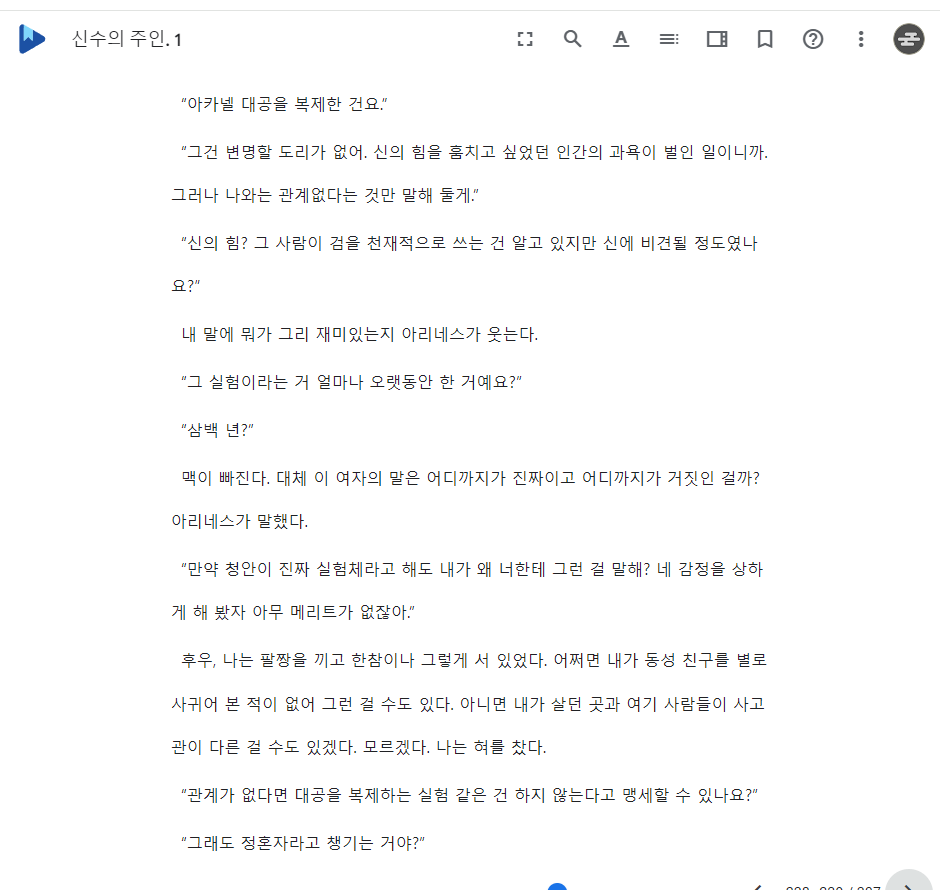 신수의 주인. 1
“아카넬 대공을 복제한 건요.”
“그건 변명할 도리가 없어. 신의 힘을 훔치고 싶었던 인간의 과욕이 벌인 일이니까.
그러나 나와는 관계없다는 것만 말해 둘게.”
“신의 힘? 그 사람이 검을 천재적으로 쓰는 건 알고 있지만 신에 비견될 정도였나
요?”
내 말에 뭐가 그리 재미있는지 아리네스가 웃는다.
“그 실험이라는 거 얼마나 오랫동안 한 거예요?”
“삼백 년?”
맥이 빠진다. 대체 이 여자의 말은 어디까지가 진짜이고 어디까지가 거짓인 걸까?
아리네스가 말했다.
“만약 청안이 진짜 실험체라고 해도 내가 왜 너한테 그런 걸 말해? 네 감정을 상하
게 해 봤자 아무 메리트가 없잖아.”
후우, 나는 팔짱을 끼고 한참이나 그렇게 서 있었다. 어쩌면 내가 동성 친구를 별로
사귀어 본 적이 없어 그런 걸 수도 있다. 아니면 내가 살던 곳과 여기 사람들이 사고
관이 다른 걸 수도 있겠다. 모르겠다. 나는 혀를 찼다.
“관계가 없다면 대공을 복제하는 실험 같은 건 하지 않는다고 맹세할 수 있나요?”
“그래도 정혼자라고 챙기는 거야?”